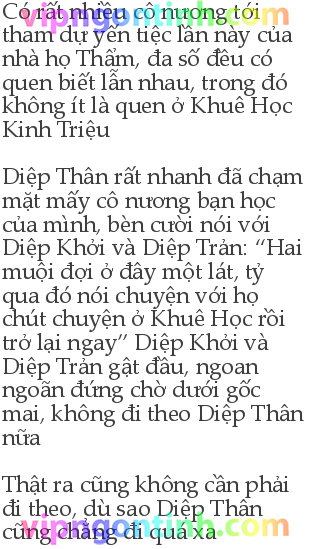 vipngontinh.com
Có rất nhiều cô nương tới
tham dự yến tiệc lần này của
nhà họ Thẩm, đa số đều có
quen biết lẫn nhau, trong đó
không ít là quen ở Khuê Học
Kinh Triệu
Diệp Thân rất nhanh đã chạm
mặt mấy cô nương bạn học
của mình, bèn cười nói với
Diệp Khởi và Diệp Trản: “Hai
muội đợi ở đây một lát, tỷ
qua đó nói chuyện với họ
chút chuyện ở Khuê Học rồi
trở lại ngay” Diệp Khởi và
Diệp Trản gật đầu, ngoan
ngoãn đứng chờ dưới gốc
mai, không đi theo Diệp Thân
nữa
Thật ra cũng không cần phải
đi theo, dù sao Diệp Thân
cũng chẳng đi quá xa
vipngontinh.com